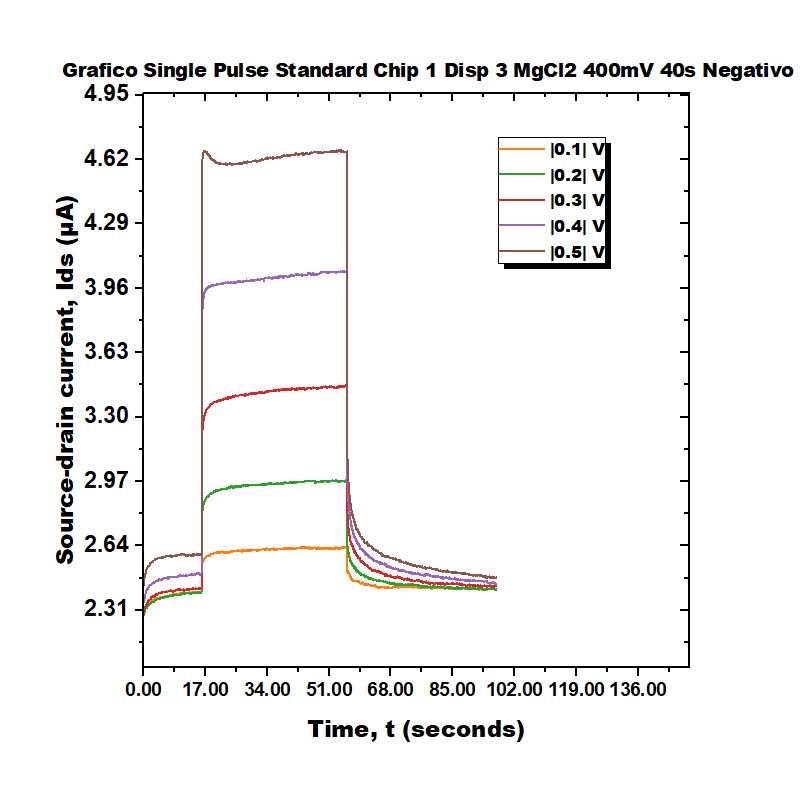 Grafico Single Pulse Standard Chip 1 Disp 3 MgCl2 400mV 40s Negativo
4.95
4.62
4.29
3.96
3.63
3.30
2.97
2.64
2.31
Source-drain current, Ids (µA)
|0.1| V
|0.2| V
|0.3| V
|0.4| V
|0.5| V
0.00 17.00 34.00 51.00 68.00 85.00 102.00 119.00 136.00
Time, t (seconds)